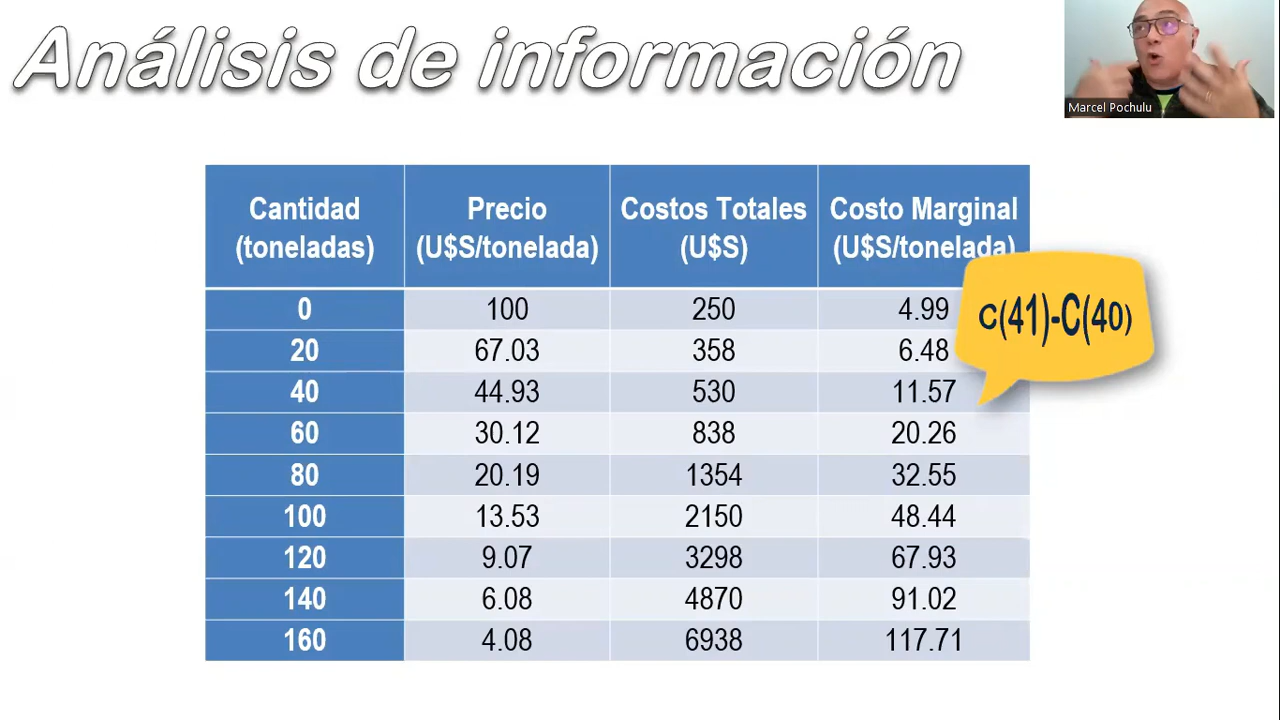 Análisis de información
Marcel Pochulu
Cantidad (toneladas) Precio (U$S/tonelada) Costos Totales (U$S) Costo Marginal (U$S/tonelada)
0 100 250 4.99
20 67.03 358 6.48
40 44.93 530 11.57
60 30.12 838 20.26
80 20.19 1354 32.55
100 13.53 2150 48.44
120 9.07 3298 67.93
140 6.08 4870 91.02
160 4.08 6938 117.71
C(41)-C(40)